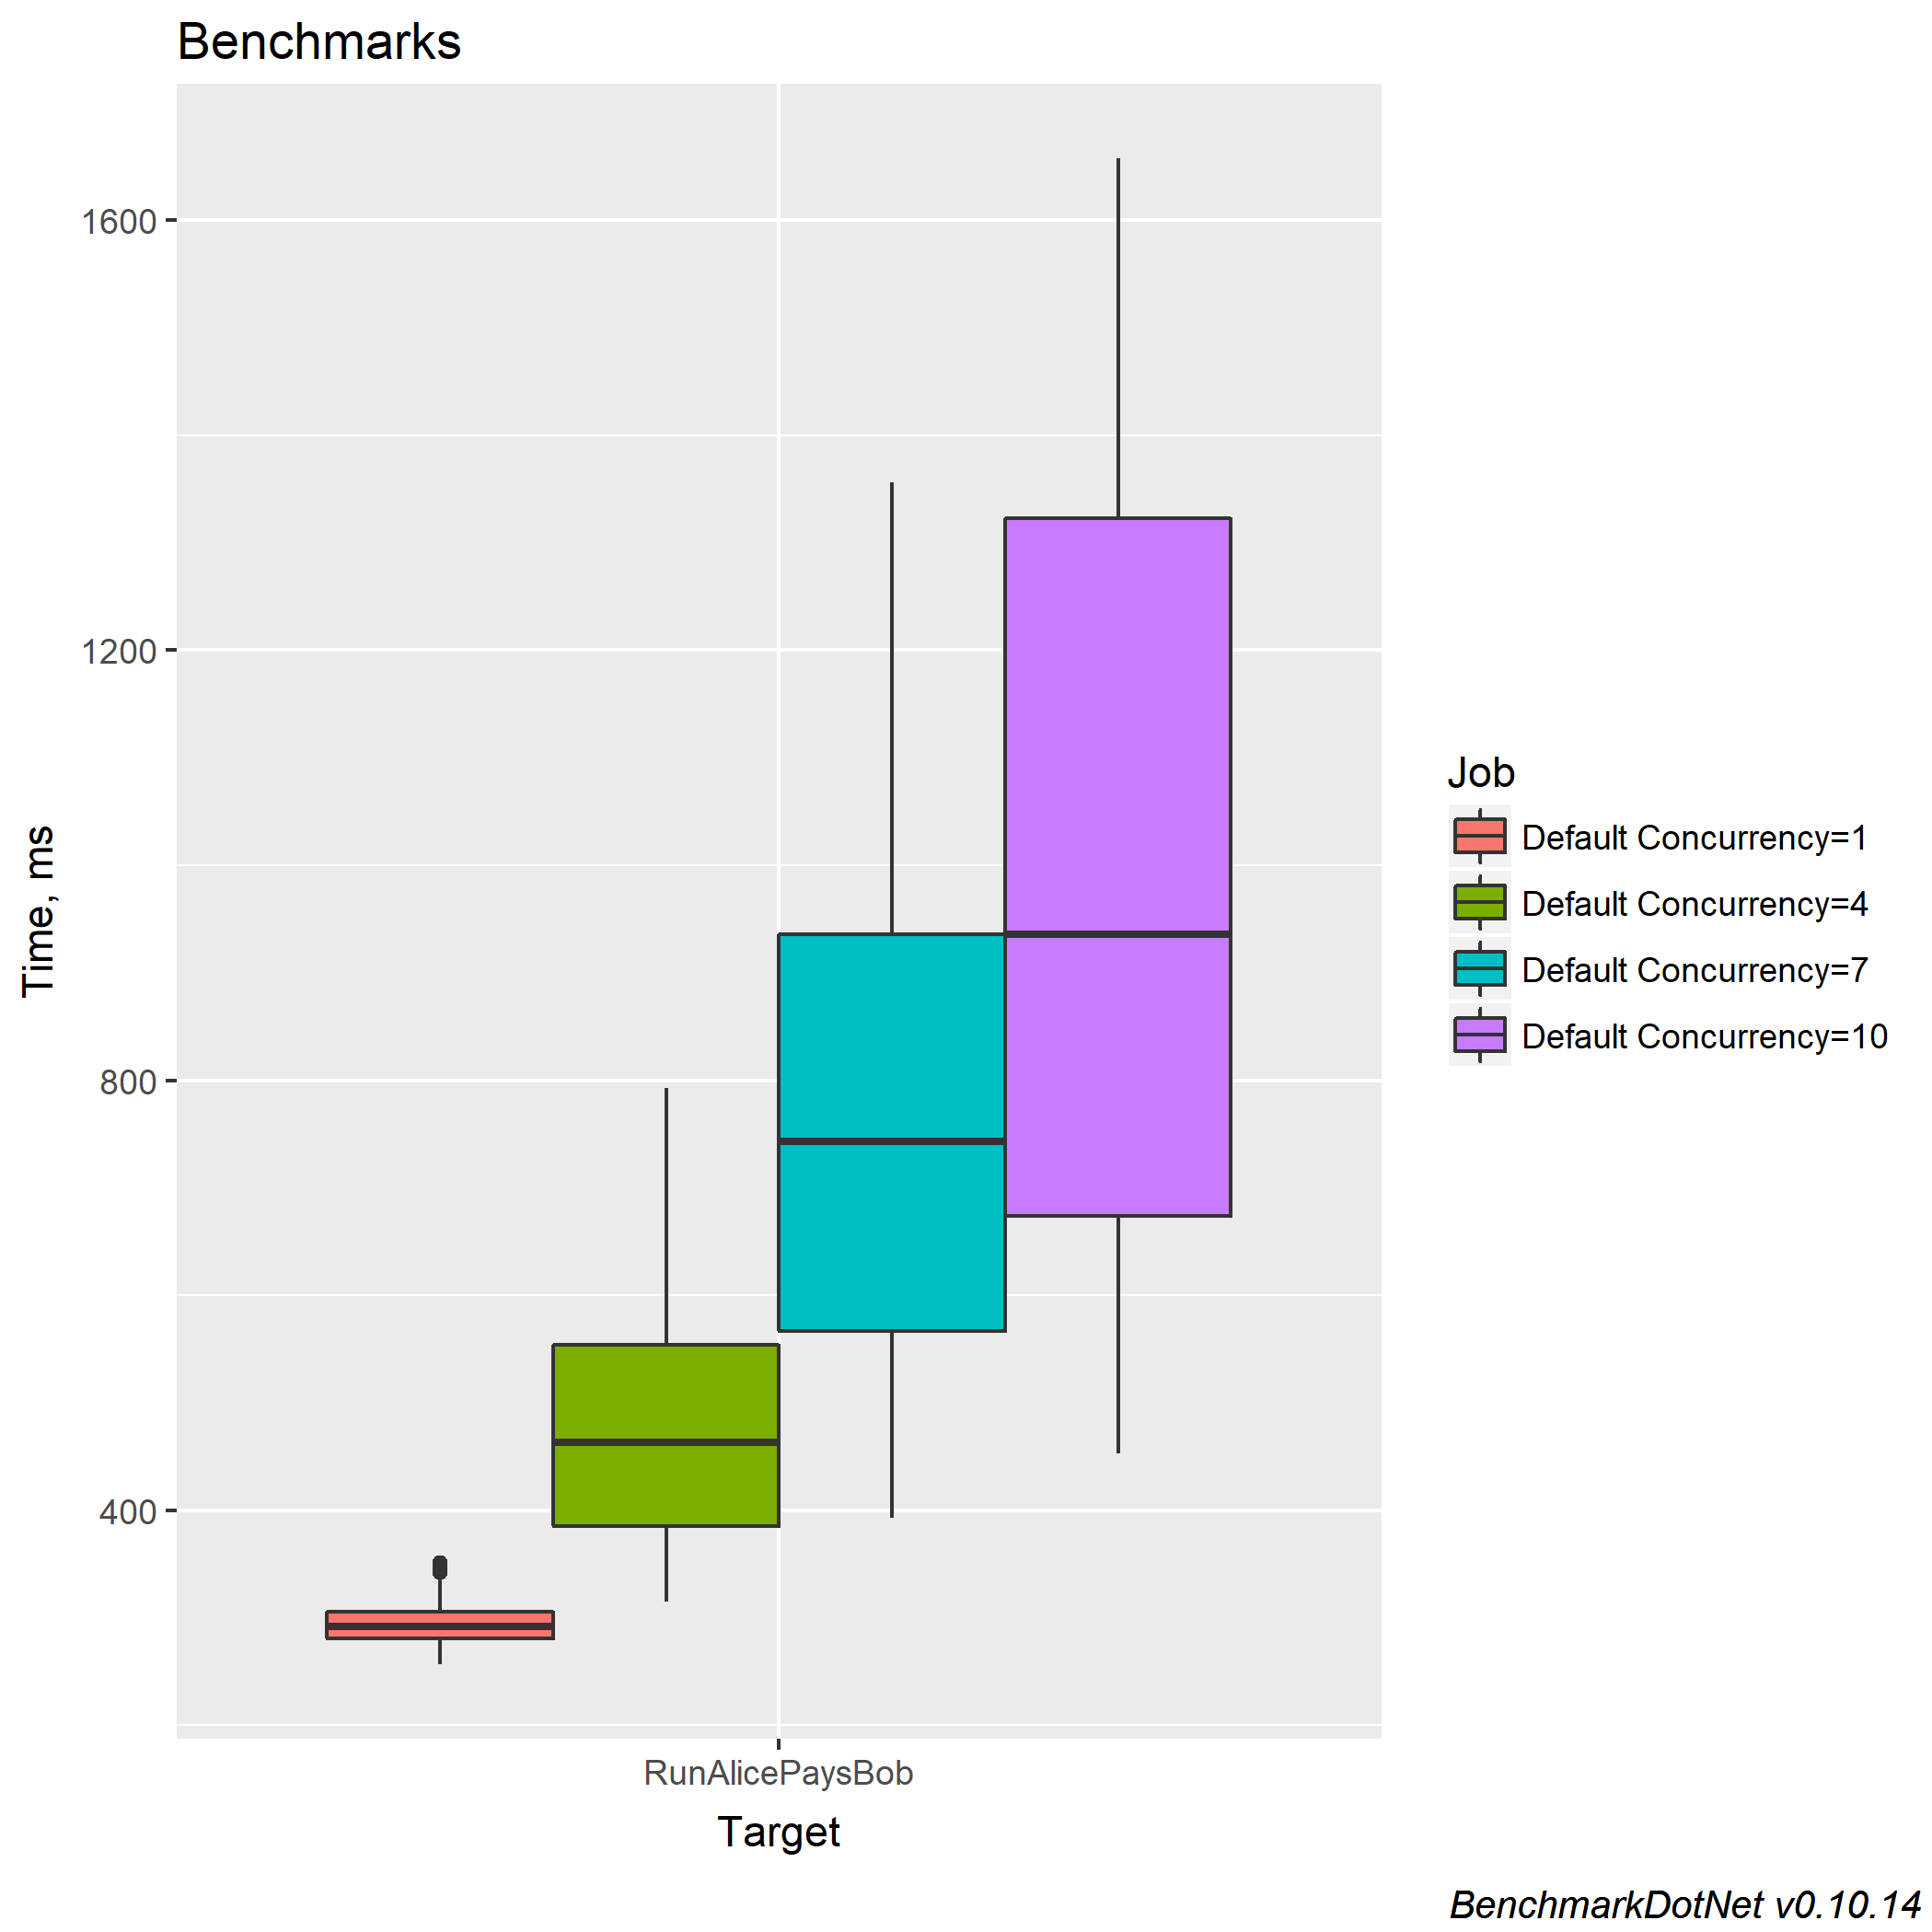 Benchmarks
1600
1200
800
400
Time, ms
RunAlicePaysBob
Target
Job
Default Concurrency=1
Default Concurrency=4
Default Concurrency=7
Default Concurrency=10
BenchmarkDotNet v0.10.14